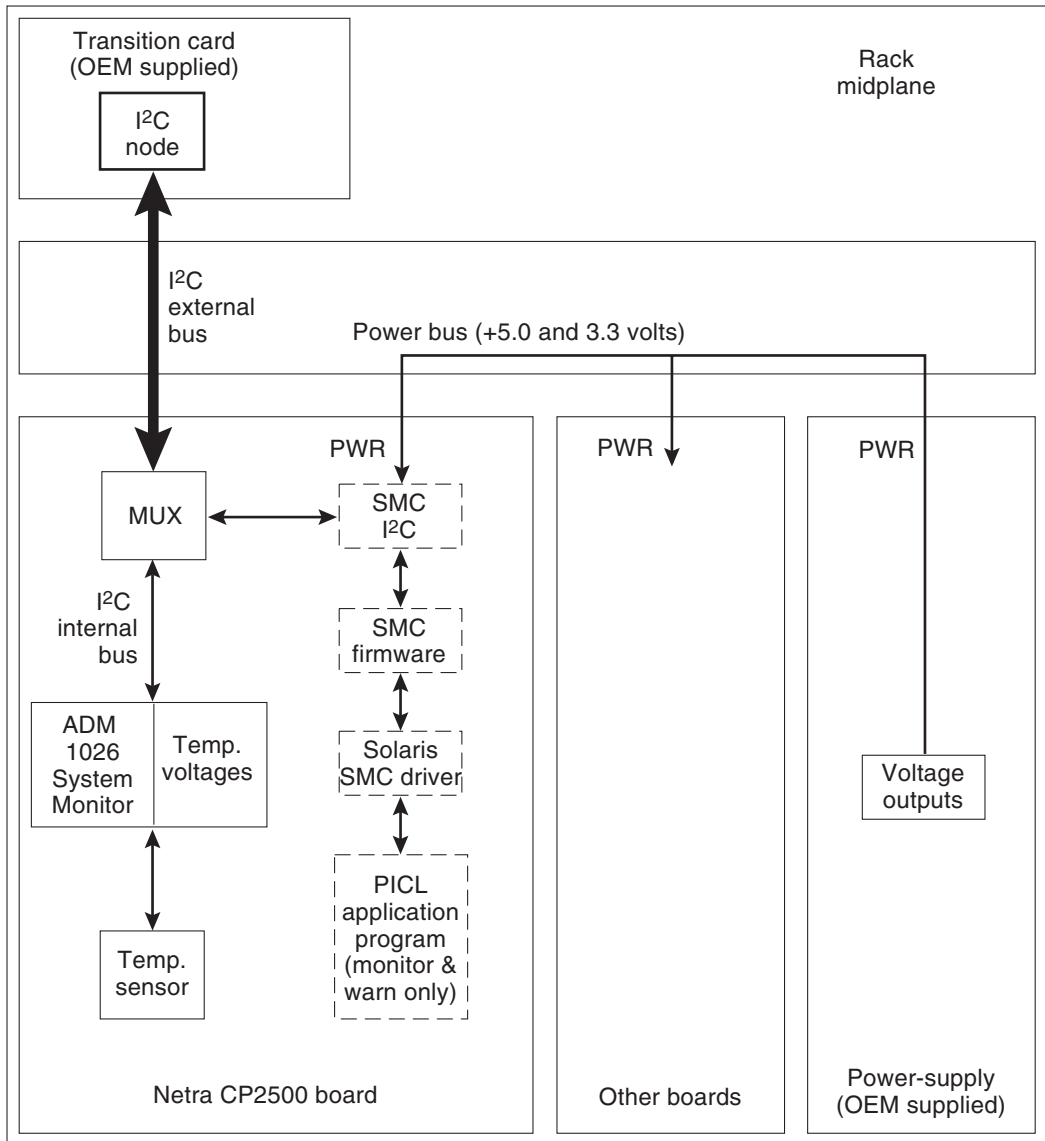 Transition card
(OEM supplied)
I²C
node
Rack
midplane
I²C
external
bus
Power bus (+5.0 and 3.3 volts)
PWR
PWR
PWR
MUX
SMC
I²C
I²C
internal
bus
SMC
firmware
ADM
1026
System
Monitor
Temp.
voltages
Solaris
SMC driver
Voltage
outputs
PICL
application
program
(monitor &
warn only)
Temp.
sensor
Netra CP2500 board
Other boards
Power-supply
(OEM supplied)